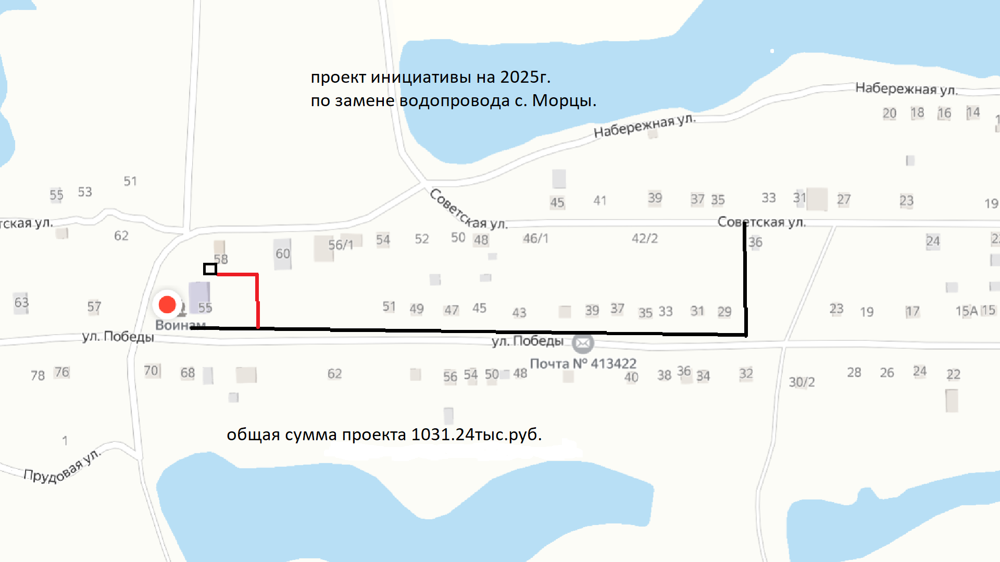 проект инициативы на 2025г.
по замене водопровода с. Морцы.
Набережная ул.
20 18 16 14 1
Набережная ул.
51
55 53
Советская ул.
45 41 39 37 35 33 31 27 23 19
тская ул.
Советская ул.
62
56/1 54 52 50 48 46/1 42/2 36 24 22
58 60
63 57 55
51 49 47 45 43 39 37 35 33 31 29 23 19 17 15А 15
Воинам
ул. Победы
ул. Победы
Почта № 413422
78 76 70 68 62 56 54 50 48 40 38 36 34 32 30/2 28 26 24 22
общая сумма проекта 1031.24тыс.руб.
1
Прудовая ул.